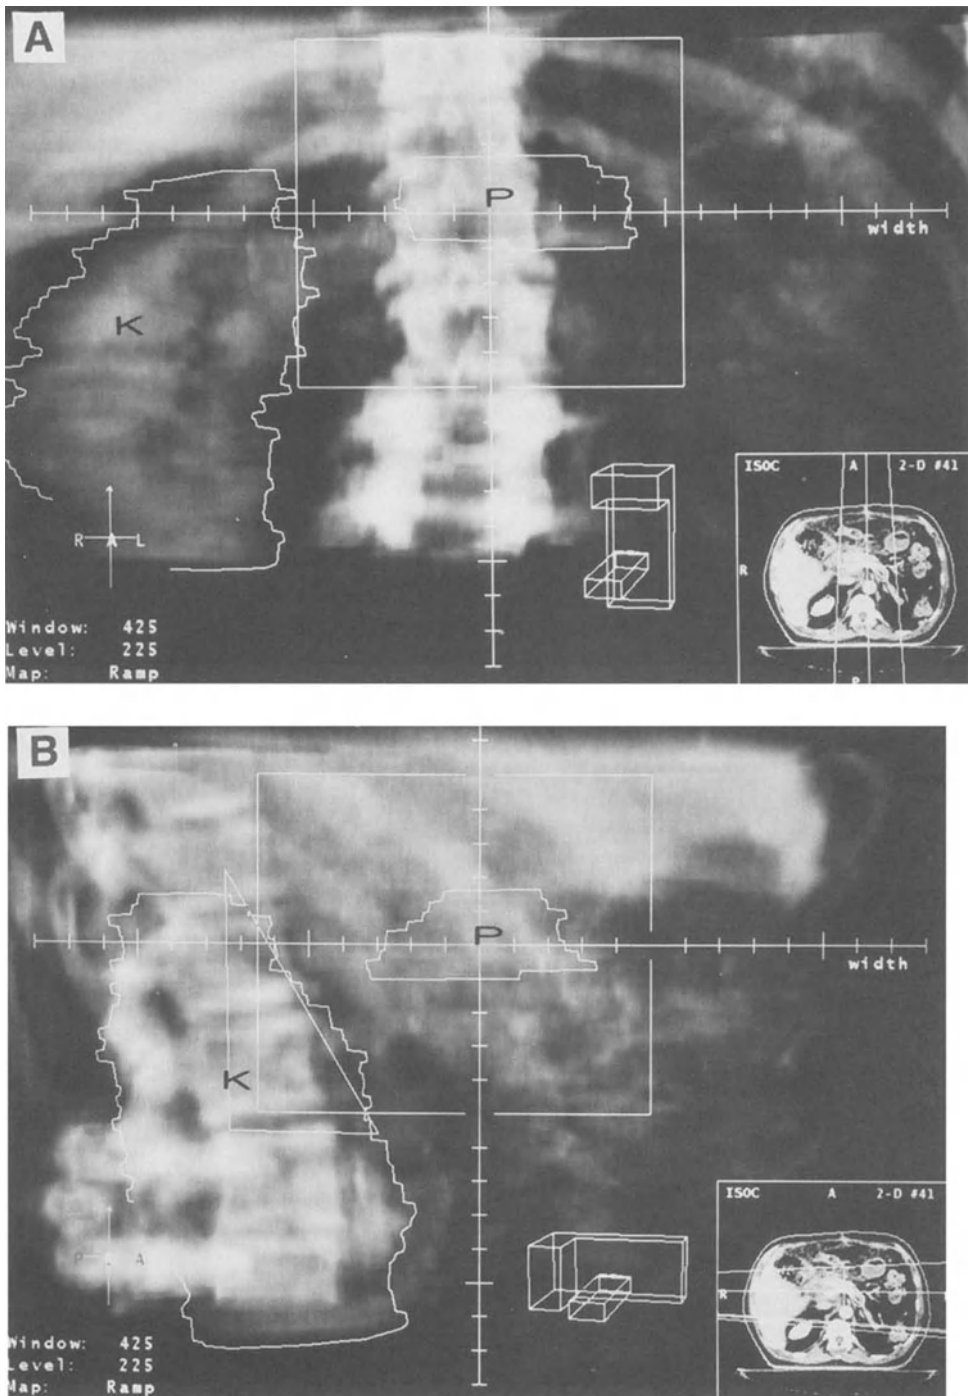 A
P
width
K
ISOC A 2-D #41
R A L
R
Window: 425
Level: 225
Map: Ramp
P
B
P
width
K
ISOC A 2-D #41
P A
R
Window: 425
Level: 225
Map: Ramp